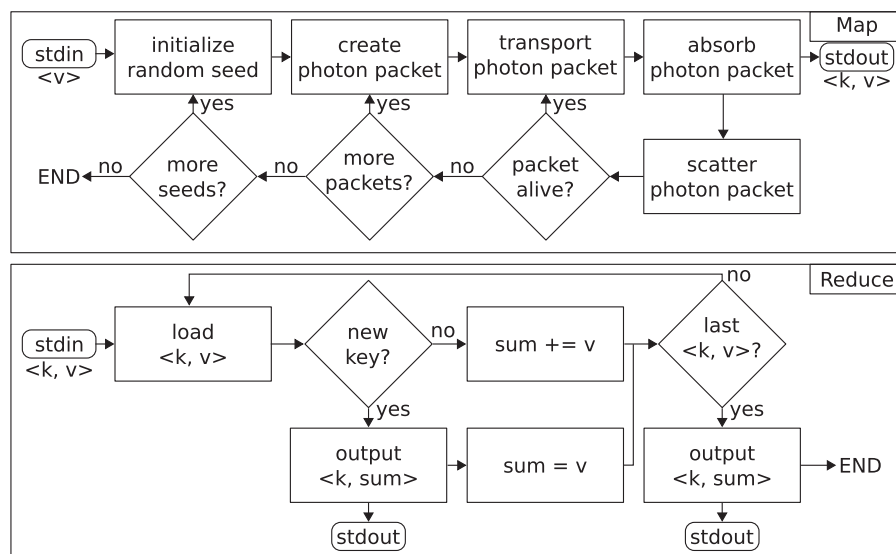 Map
stdin
<v>
initialize
random seed
create
photon packet
transport
photon packet
absorb
photon packet
stdout
<k, v>
yes
yes
yes
END
no
more
seeds?
no
more
packets?
no
packet
alive?
scatter
photon packet
Reduce
no
stdin
<k, v>
load
<k, v>
new
key?
no
sum += v
last
<k, v>?
yes
yes
output
<k, sum>
sum = v
output
<k, sum>
END
stdout
stdout